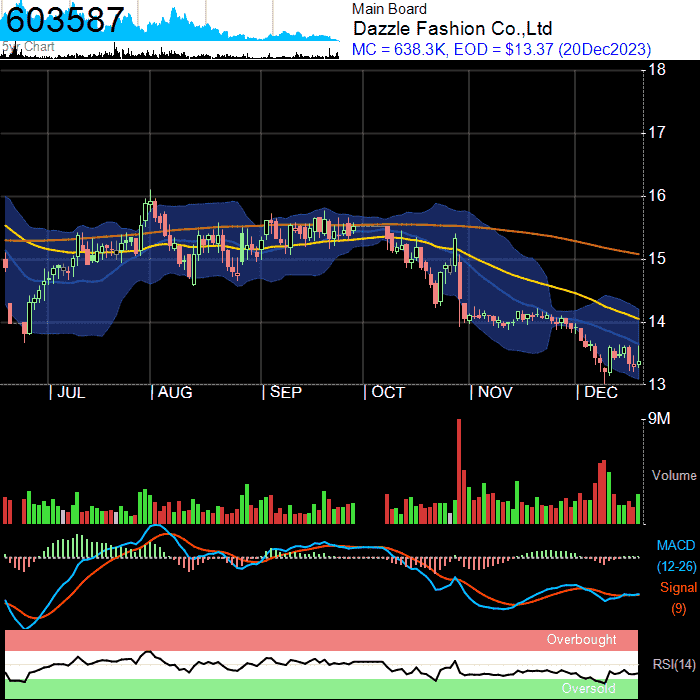 603587
5yr Chart
Main Board
Dazzle Fashion Co.,Ltd
MC = 638.3K, EOD = $13.37 (20Dec2023)
18
17
16
15
14
13
JUL
AUG
SEP
OCT
NOV
DEC
9M
Volume
MACD
(12-26)
Signal
(9)
Overbought
RSI(14)
Oversold